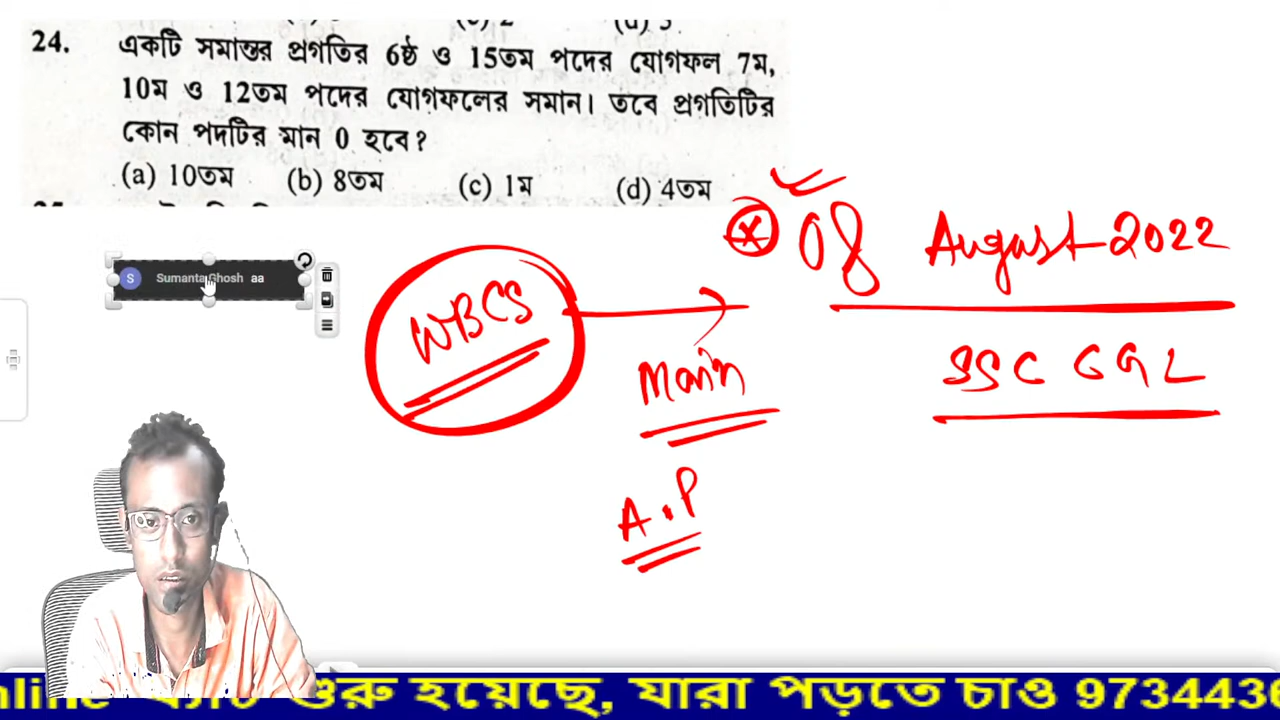 24. একটি সমান্তর প্রগতির 6ষ্ঠ ও 15তম পদের যোগফল 7ম,
10ম ও 12তম পদের যোগফলের সমান। তবে প্রগতিটির
কোন পদটির মান 0 হবে?
(a) 10তম (b) 8তম (c) 1ম (d) 4তম
08 August 2022
S Sumanta Ghosh aa
WBCS
Main
SSC CGL
A.P
শুরু হয়েছে, যারা পড়তে চাও